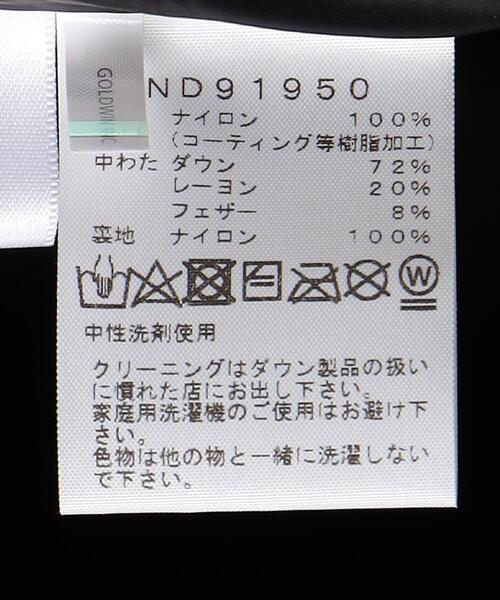 GOLDWIN
ND91950
ナイロン 100%
(コーティング等樹脂加工)
中わた ダウン 72%
レーヨン 20%
フェザー 8%
裏地 ナイロン 100%
W
中性洗剤使用
クリーニングはダウン製品の扱い
に慣れた店にお出し下さい。
家庭用洗濯機のご使用はお避け下
さい。
色物は他の物と一緒に洗濯しない
で下さい。